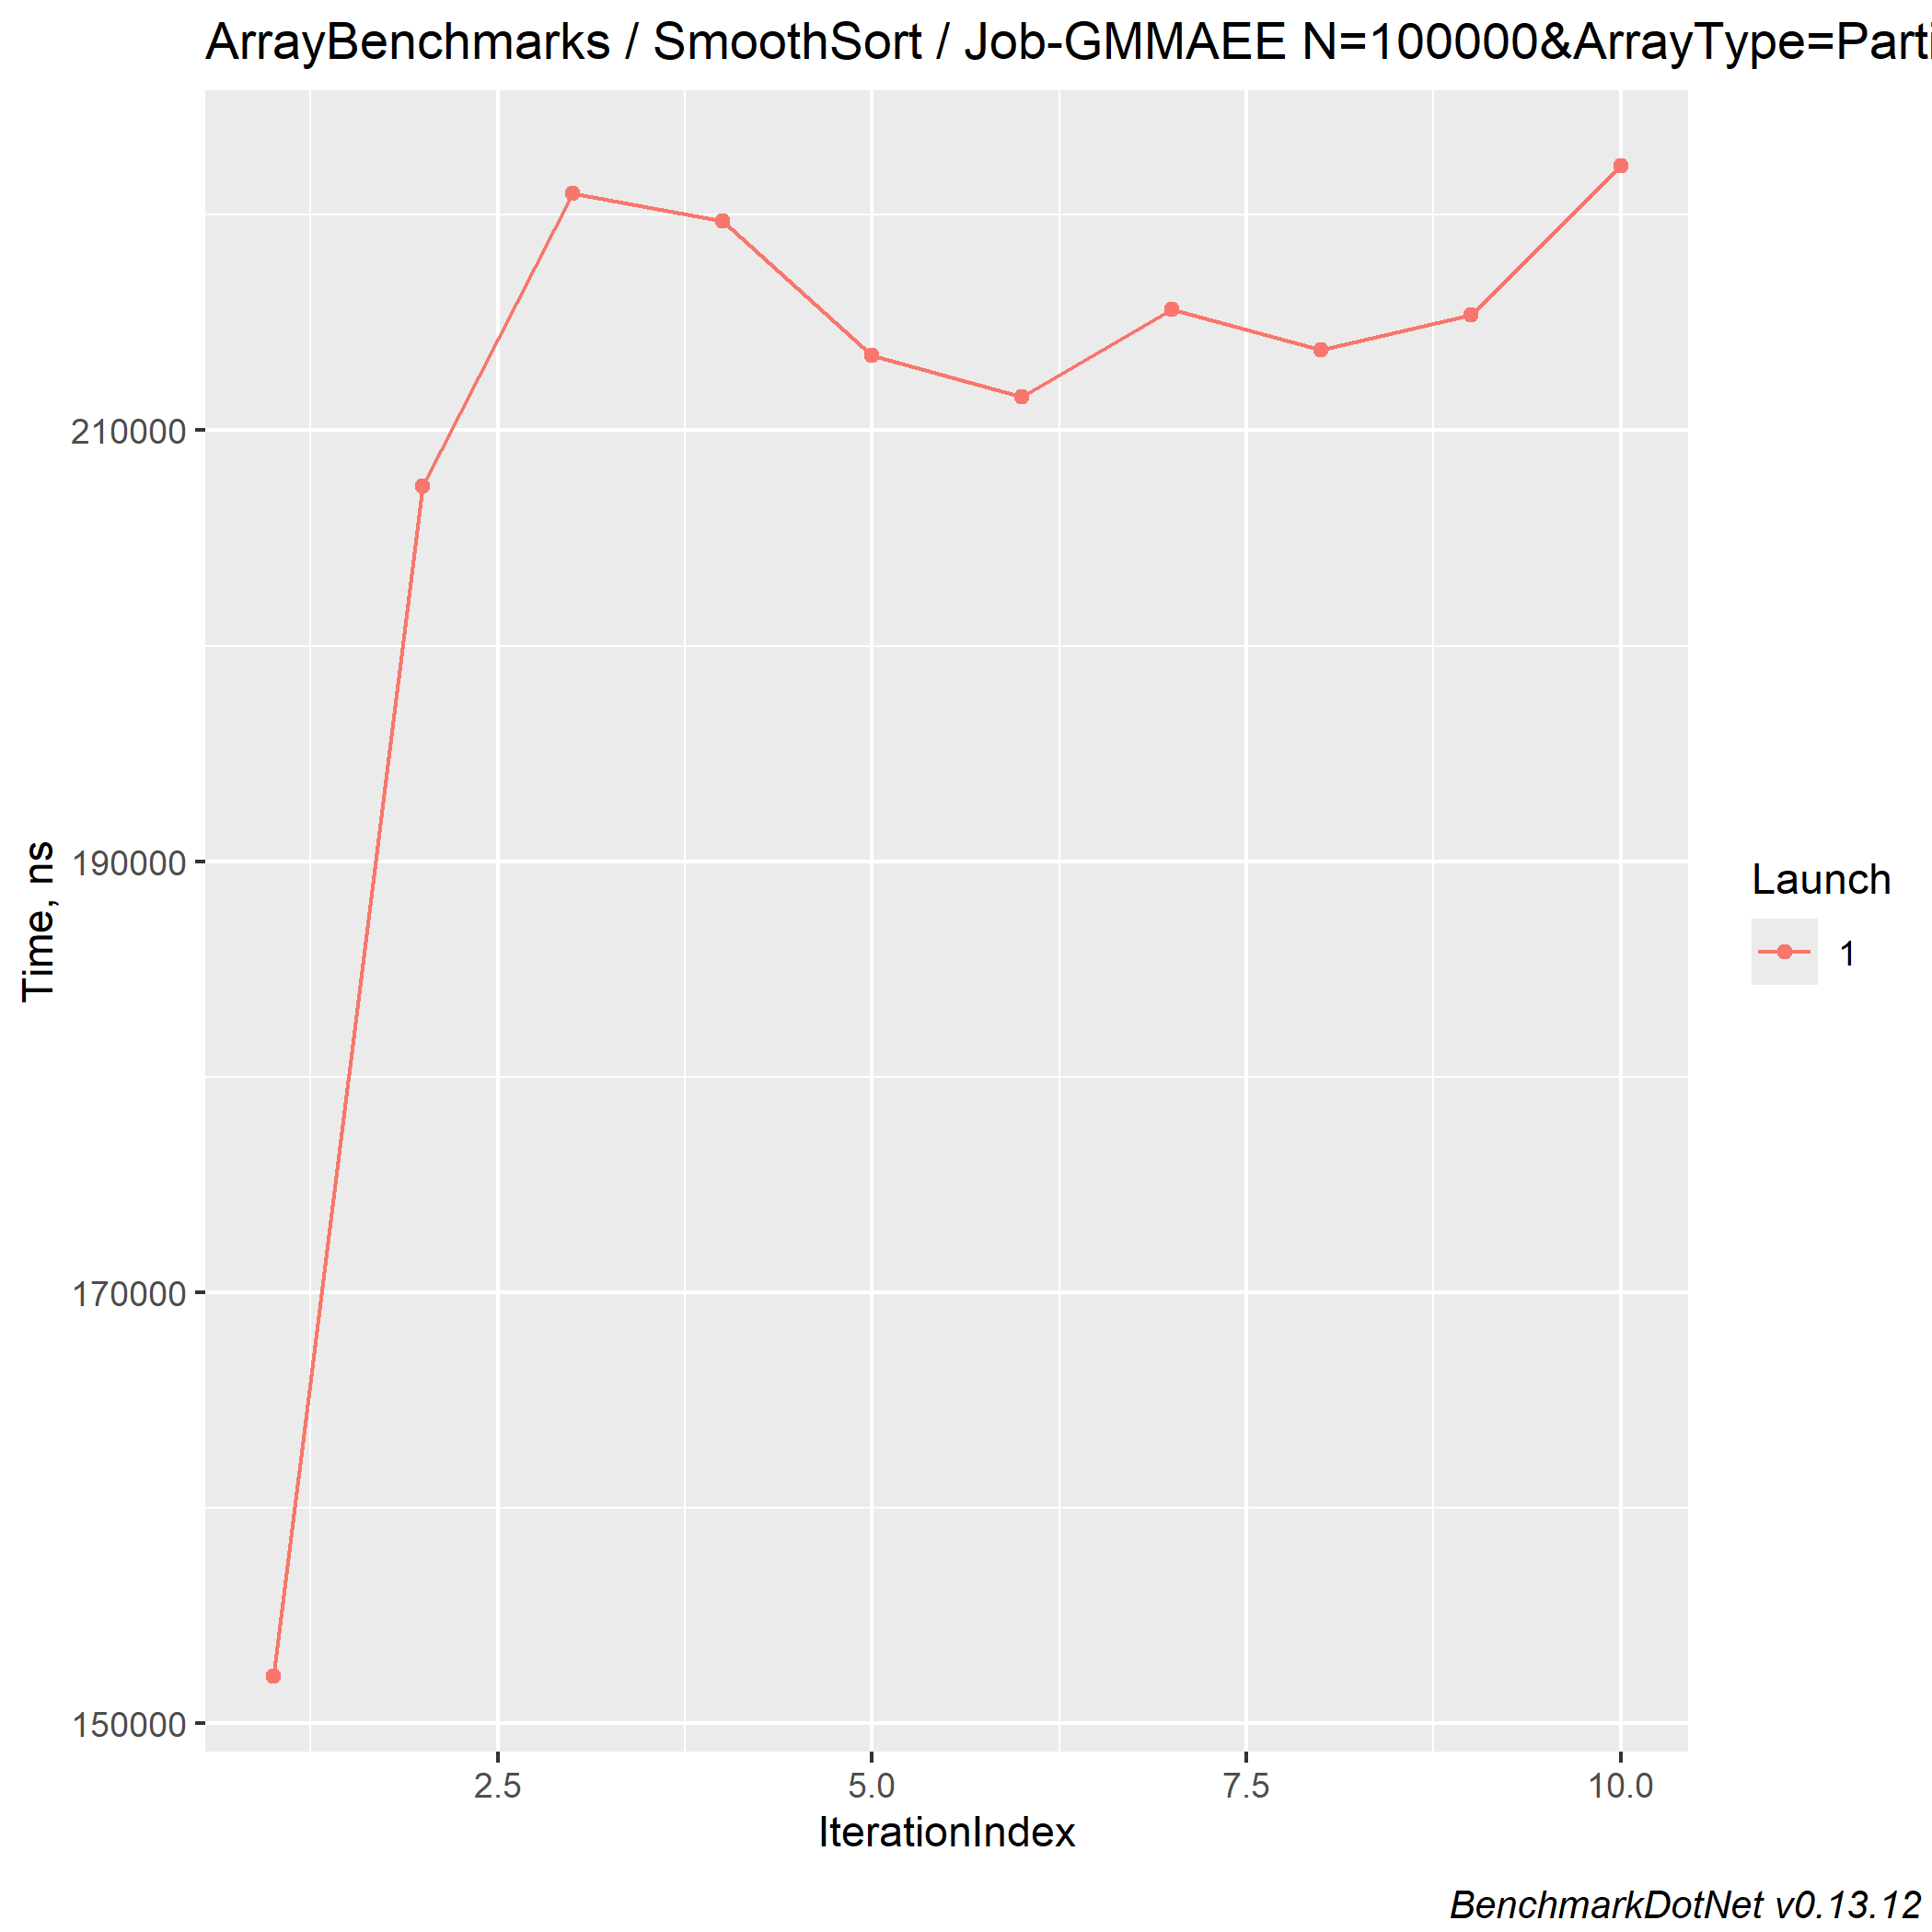 ArrayBenchmarks / SmoothSort / Job-GMMAEE N=100000&ArrayType=Parti
210000
190000
170000
150000
Time, ns
2.5 5.0 7.5 10.0
IterationIndex
Launch
1
BenchmarkDotNet v0.13.12